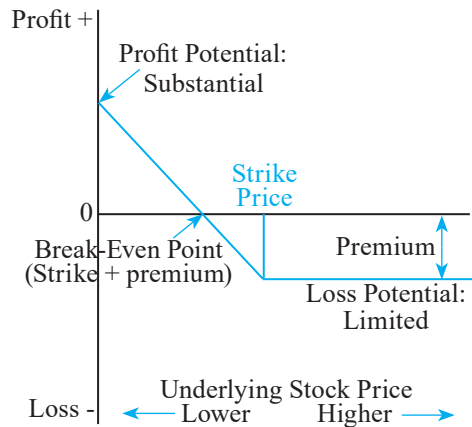 Profit +
Profit Potential:
Substantial
Strike
Price
0
Break-Even Point
(Strike + premium)
Premium
Loss Potential:
Limited
Underlying Stock Price
Loss -
Lower
Higher